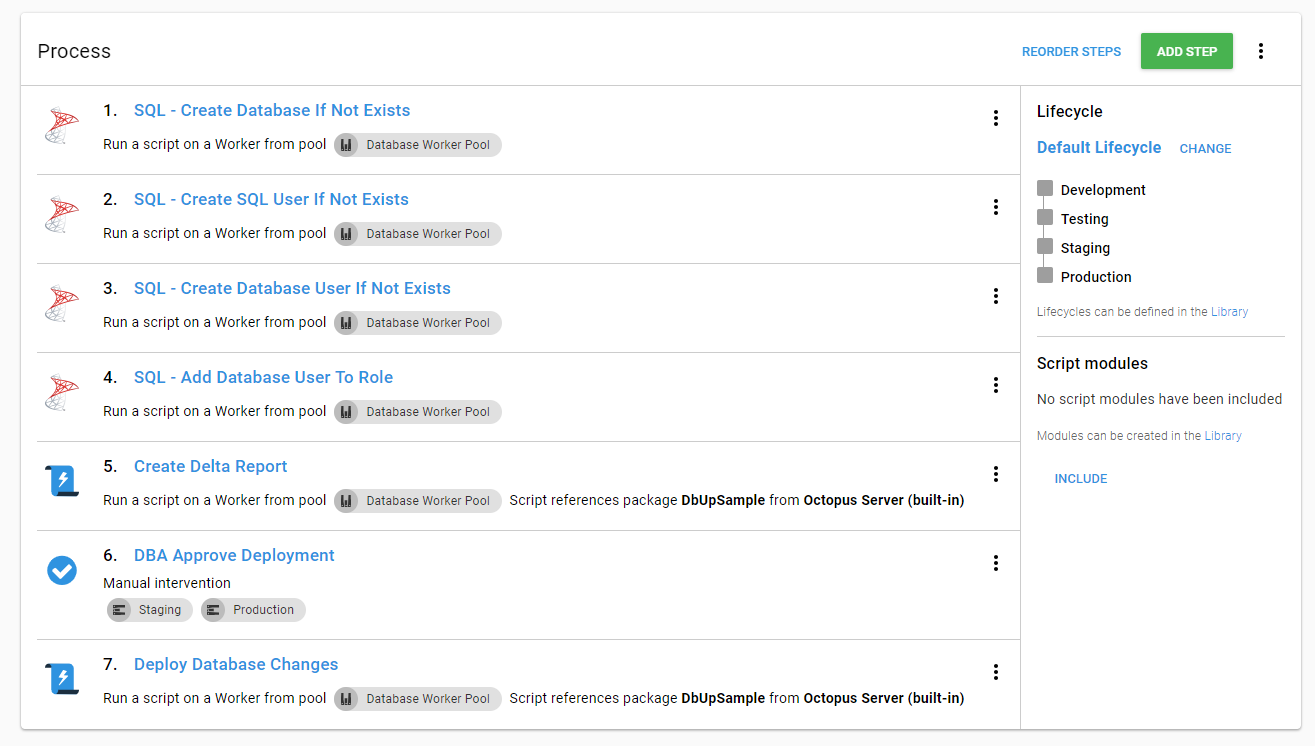 Process
REORDER STEPS
ADD STEP
1. SQL - Create Database If Not Exists
Run a script on a Worker from pool Database Worker Pool
2. SQL - Create SQL User If Not Exists
Run a script on a Worker from pool Database Worker Pool
3. SQL - Create Database User If Not Exists
Run a script on a Worker from pool Database Worker Pool
4. SQL - Add Database User To Role
Run a script on a Worker from pool Database Worker Pool
5. Create Delta Report
Run a script on a Worker from pool Database Worker Pool Script references package DbUpSample from Octopus Server (built-in)
6. DBA Approve Deployment
Manual intervention
Staging Production
7. Deploy Database Changes
Run a script on a Worker from pool Database Worker Pool Script references package DbUpSample from Octopus Server (built-in)
Lifecycle
Default Lifecycle CHANGE
Development
Testing
Staging
Production
Lifecycles can be defined in the Library
Script modules
No script modules have been included
Modules can be created in the Library
INCLUDE